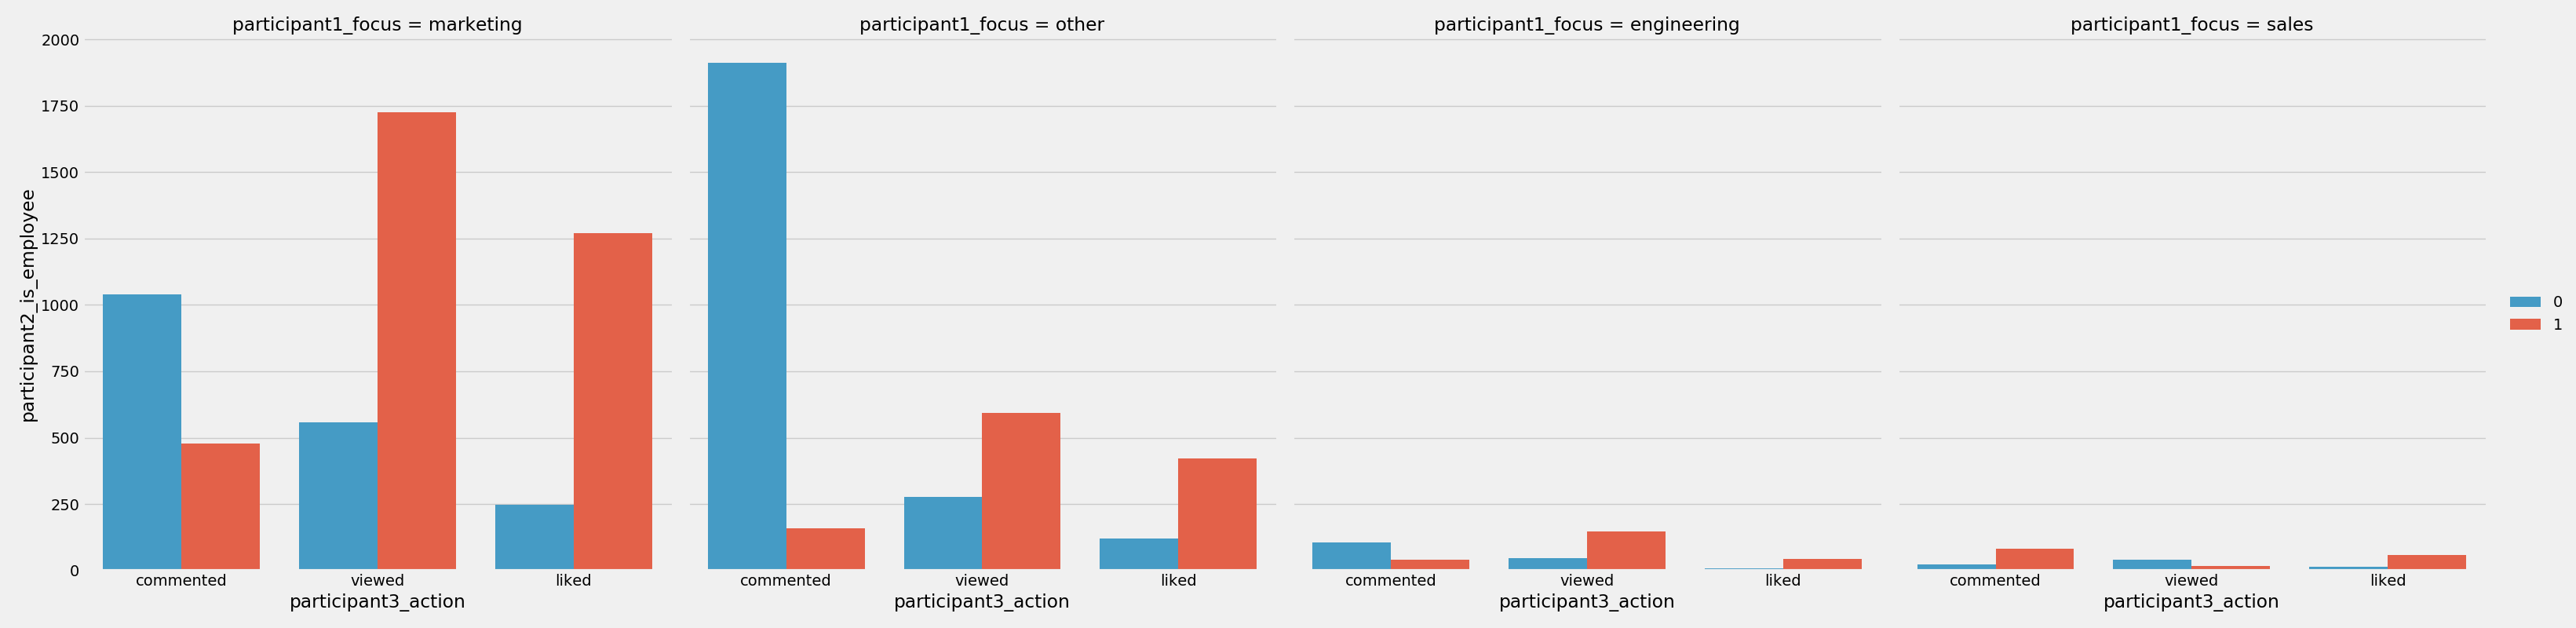 participant1_focus = marketing
participant1_focus = other
participant1_focus = engineering
participant1_focus = sales
participant2_is_employee
2000
1750
1500
1250
1000
750
500
250
0
commented viewed liked
commented viewed liked
commented viewed liked
commented viewed liked
participant3_action
participant3_action
participant3_action
participant3_action
0
1